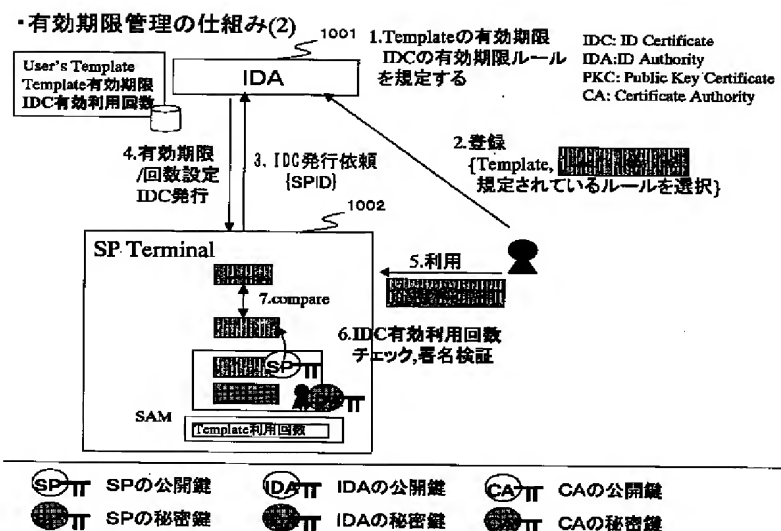 ・有効期限管理の仕組み(2)
1001
1.Templateの有効期限
IDCの有効期限ルール
を規定する
IDC: ID Certificate
IDA:ID Authority
PKC: Public Key Certificate
CA: Certificate Authority
User's Template
Template有効期限
IDC有効利用回数
IDA
2.登録
{Template,
規定されているルールを選択}
4.有効期限
/回数設定
IDC発行
3. IDC発行依頼
{SPID}
1002
SP Terminal
5.利用
7.compare
6.IDC有効利用回数
チェック,署名検証
SP
SAM
Template利用回数
SP SPの公開鍵
IDA IDAの公開鍵
CA CAの公開鍵
SPの秘密鍵
IDAの秘密鍵
CAの秘密鍵